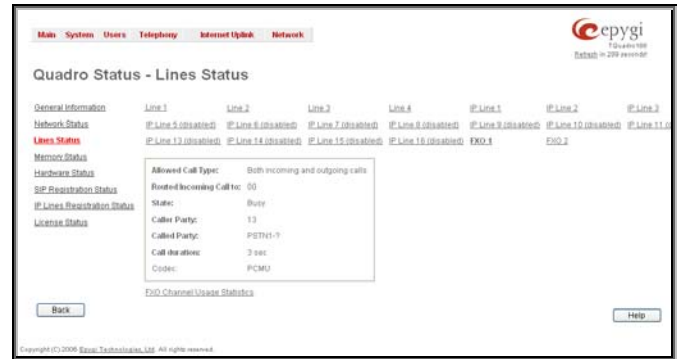 Main System Users Telephony Internet Uplink Network
epygi
Refresh in 299 seconds!
Quadro Status - Lines Status
General Information
Network Status
Lines Status
Memory Status
Hardware Status
SIP Registration Status
IP Lines Registration Status
License Status
Line 1 Line 2 Line 3 Line 4 IP Line 1 IP Line 2 IP Line 3
IP Line 5 (disabled) IP Line 6 (disabled) IP Line 7 (disabled) IP Line 8 (disabled) IP Line 9 (disabled) IP Line 10 (disabled) IP Line 11 (
IP Line 13 (disabled) IP Line 14 (disabled) IP Line 15 (disabled) IP Line 16 (disabled) FXO 1 FXO 2
Allowed Call Type: Both incoming and outgoing calls
Routed Incoming Call to: 00
State: Busy
Caller Party: 13
Called Party: PSTN1-?
Call duration: 3 sec
Codec: PCMU
FXO Channel Usage Statistics
Back
Help
Copyright (C) 2006 Epygi Technologies, Ltd. All rights reserved.